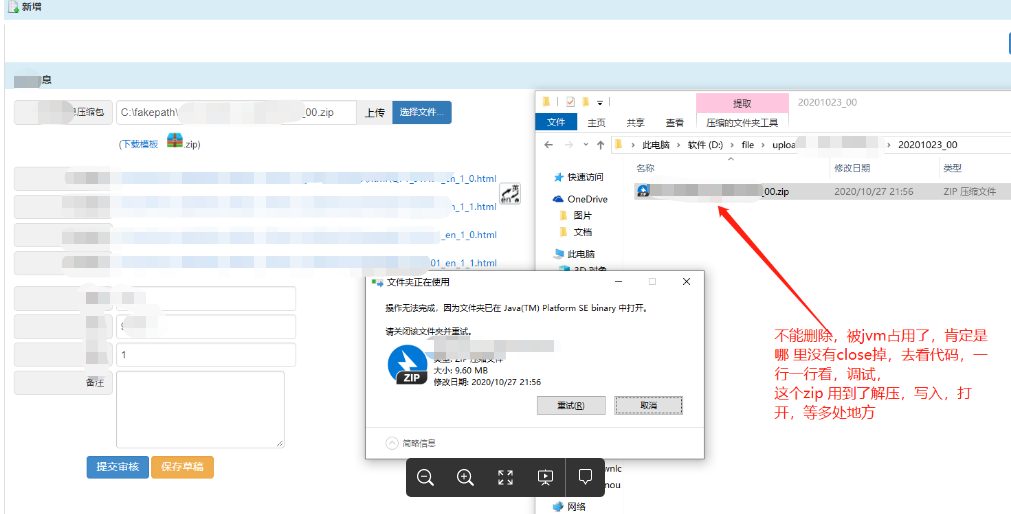 新增
息
压缩包
C:\fakepath\
_00.zip
上传
选择文件...
(下载模板
.zip)
_en_1_0.html
_1_1.html
_en_1_0.html
01_en_1_1.html
1
备注
提交审核
保存草稿
提取
20201023_00
文件
主页
共享
查看
压缩的文件夹工具
此电脑 › 软件 (D:) › file › uploa
› 20201023_00
名称
修改日期
类型
快速访问
_00.zip
2020/10/27 21:56
ZIP 压缩文件
OneDrive
图片
文档
此电脑
3D 对象
文件夹正在使用
操作无法完成，因为文件夹已在 Java(TM) Platform SE binary 中打开。
请关闭该文件夹并重试。
类型: ZIP 压缩文件
大小: 9.60 MB
修改日期: 2020/10/27 21:56
ZIP
重试(R)
取消
简略信息
wnlc
nou
网络
不能删除，被jvm占用了，肯定是
哪 里没有close掉，去看代码，一
行一行看，调试，
这个zip 用到了解压，写入，打
开，等多处地方